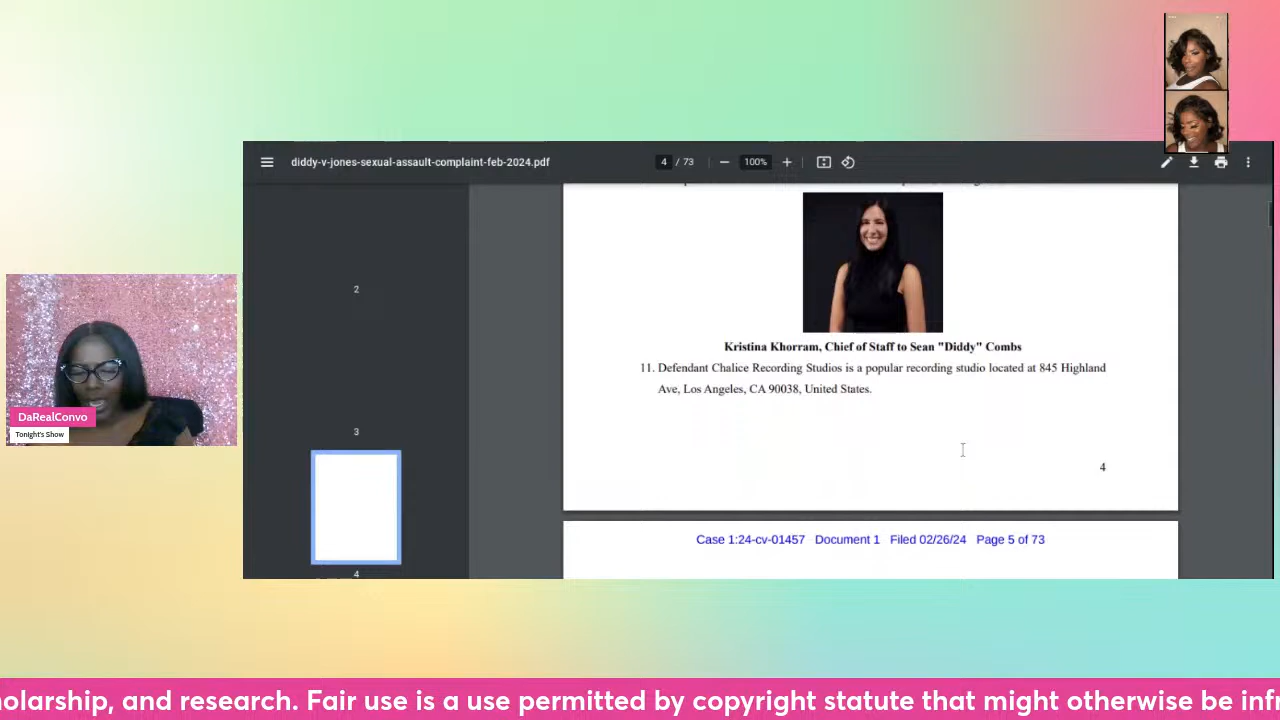 diddy-v-jones-sexual-assault-complaint-feb-2024.pdf
4 / 73
100%
2
3
4
Kristina Khorram, Chief of Staff to Sean "Diddy" Combs
11. Defendant Chalice Recording Studios is a popular recording studio located at 845 Highland
Ave, Los Angeles, CA 90038, United States.
4
Case 1:24-cv-01457 Document 1 Filed 02/26/24 Page 5 of 73
DaRealConvo
Tonight's Show
olarship, and research. Fair use is a use permitted by copyright statute that might otherwise be inf